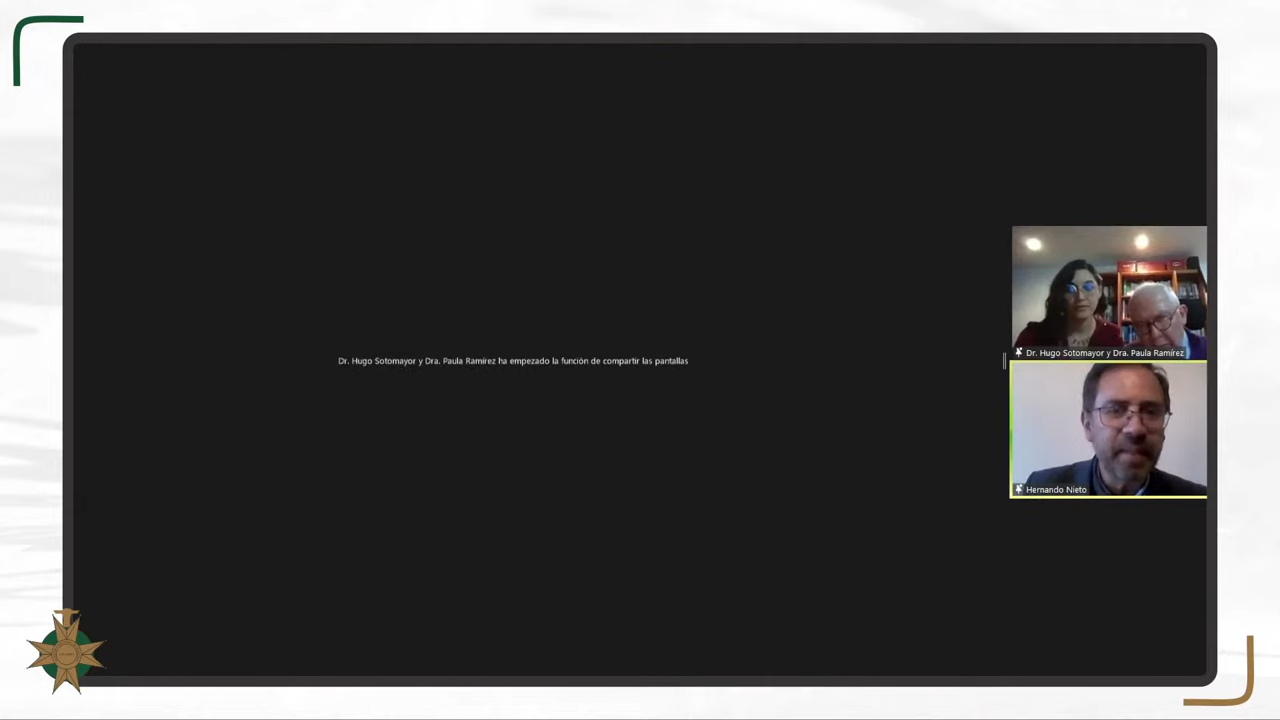 Dr. Hugo Sotomayor y Dra. Paula Ramírez ha empezado la función de compartir las pantallas
Dr. Hugo Sotomayor y Dra. Paula Ramírez
Hernando Nieto